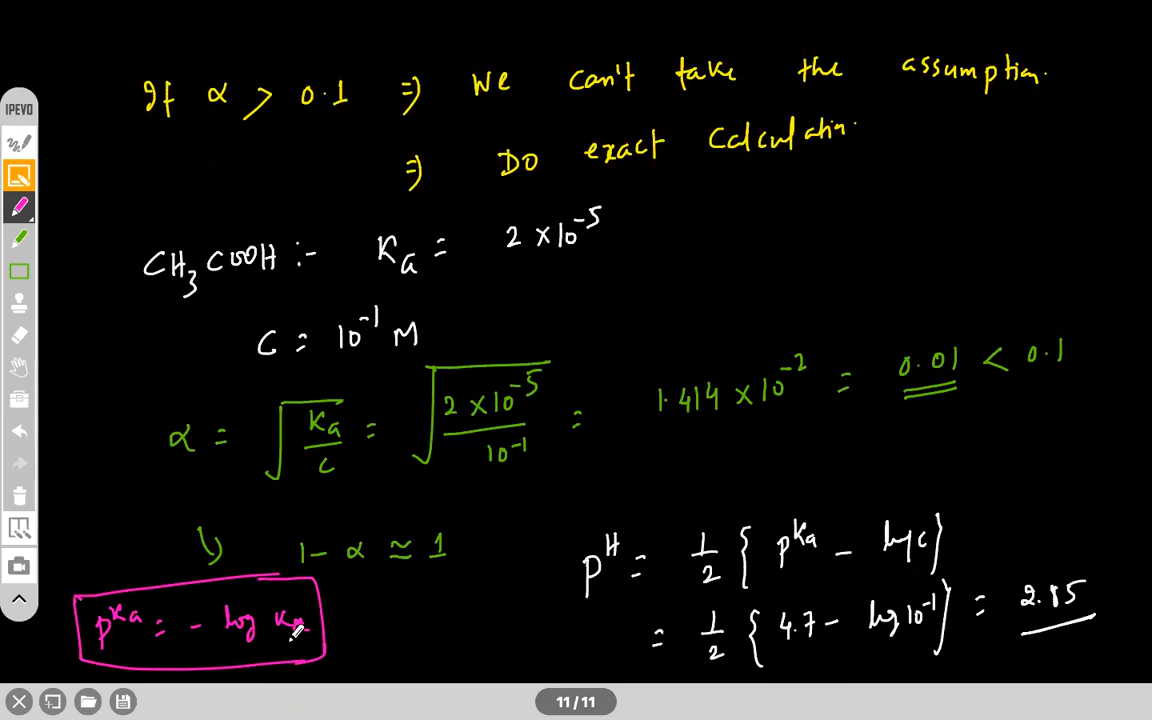 If α > 0.1 ⇒ We can't take the assumption.
⇒ Do exact calculation.
CH₃COOH :- Ka = 2 × 10⁻⁵
C = 10⁻¹ M
α = √(Ka/C) = √(2 × 10⁻⁵ / 10⁻¹) = 1.414 × 10⁻² = 0.01 < 0.1
↳ 1 - α ≃ 1
pH = 1/2 { pKa - log C }
pKa = - log Ka
= 1/2 { 4.7 - log 10⁻¹ } = 2.85
IPEVO
11/11